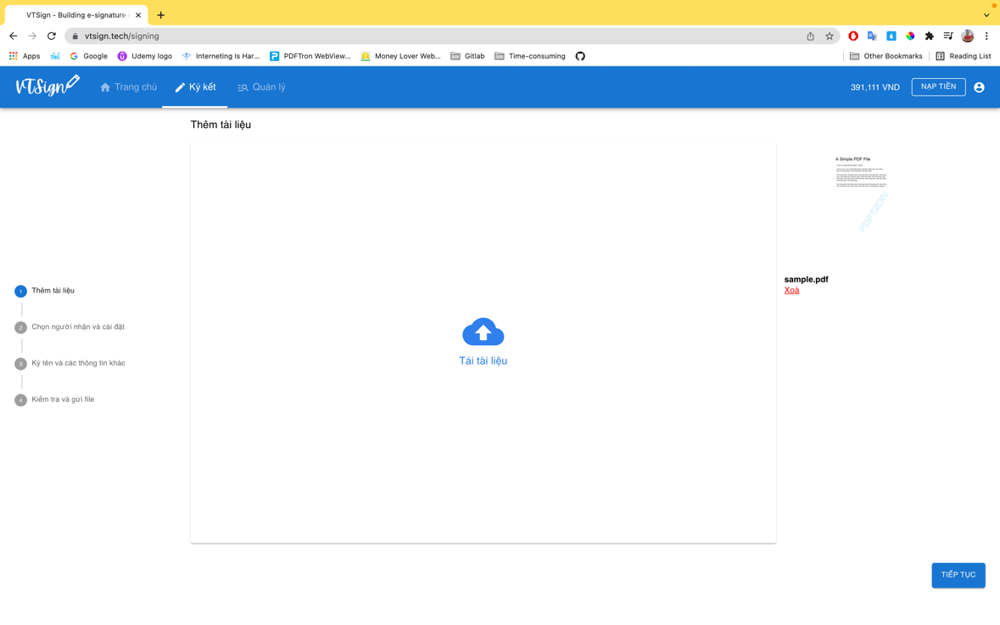 VTSign - Building e-signature
vtsign.tech/signing
Apps
Tiki
Google
Udemy logo
Interneting Is Har...
PDFTron WebView...
Money Lover Web...
Gitlab
Time-consuming
Other Bookmarks
Reading List
VTSign
Trang chủ
Ký kết
Quản lý
391,111 VND
NẠP TIỀN
Thêm tài liệu
A Simple PDF File
PDFTRON
sample.pdf
Xoá
1 Thêm tài liệu
2 Chọn người nhận và cài đặt
3 Ký tên và các thông tin khác
4 Kiểm tra và gửi file
Tải tài liệu
TIẾP TỤC